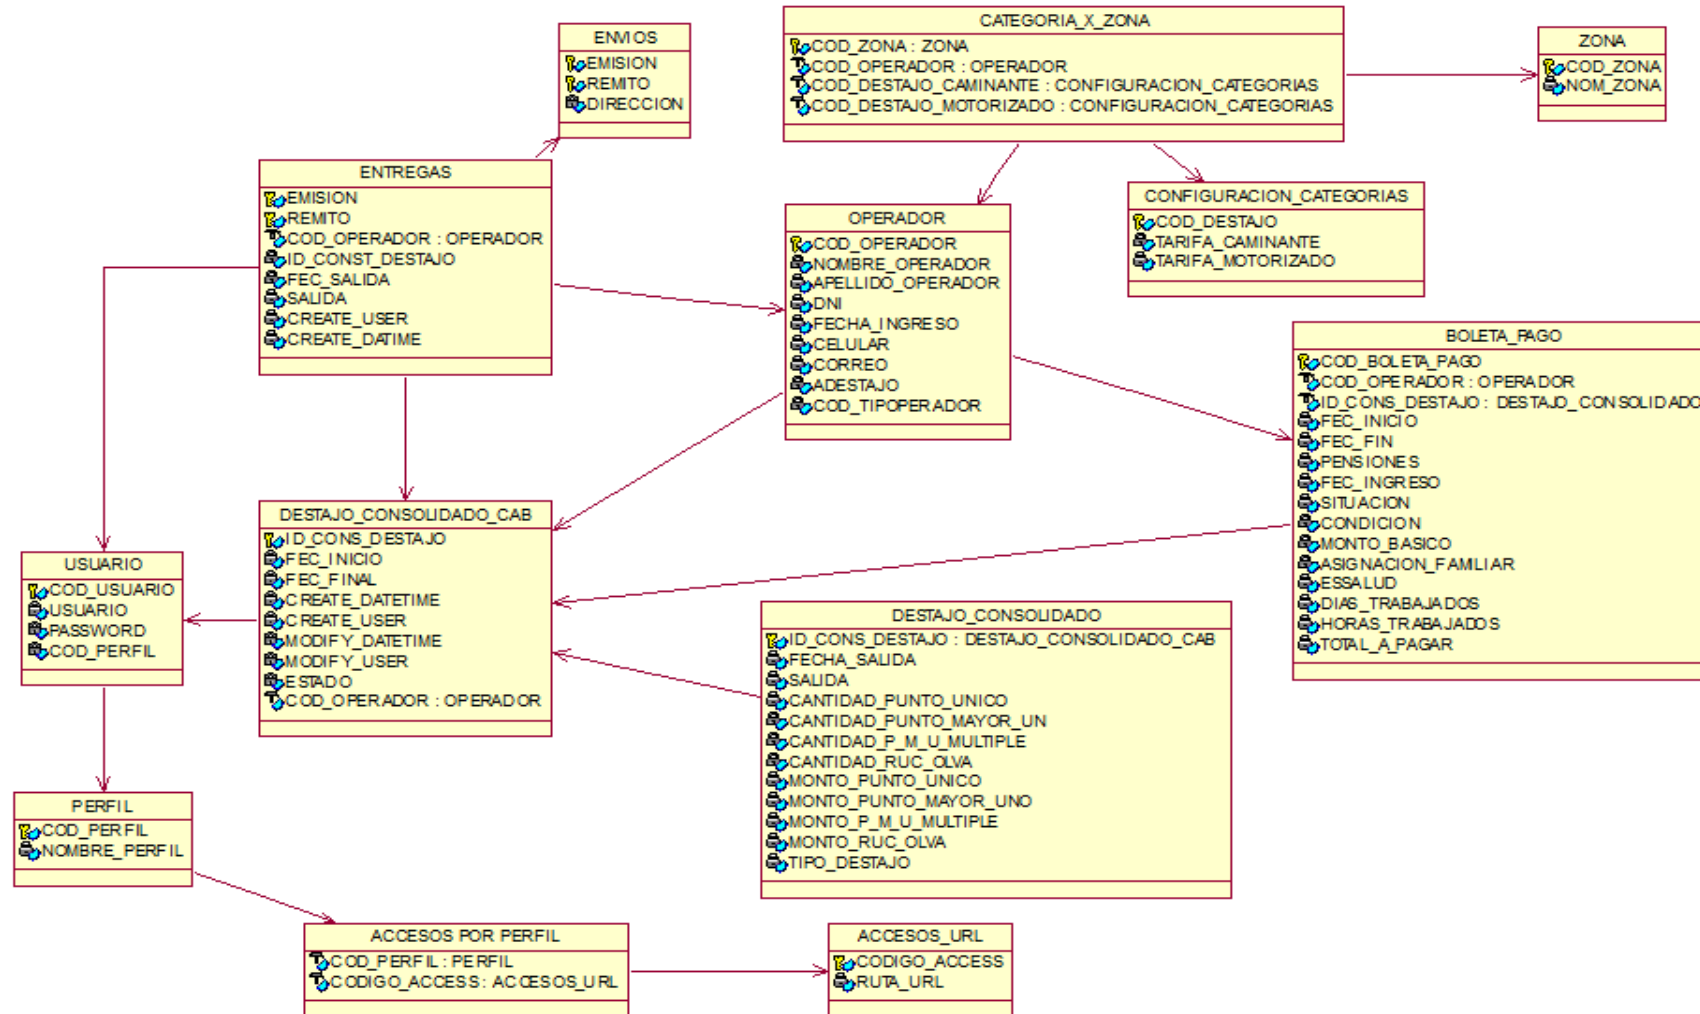 ENVIOS
EMISION
REMITO
DIRECCION
CATEGORIA_X_ZONA
COD_ZONA : ZONA
COD_OPERADOR : OPERADOR
COD_DESTAJO_CAMINANTE : CONFIGURACION_CATEGORIAS
COD_DESTAJO_MOTORIZADO : CONFIGURACION_CATEGORIAS
ZONA
COD_ZONA
NOM_ZONA
ENTREGAS
EMISION
REMITO
COD_OPERADOR : OPERADOR
ID_CONST_DESTAJO
FEC_SALIDA
SALIDA
CREATE_USER
CREATE_DATIME
OPERADOR
COD_OPERADOR
NOMBRE_OPERADOR
APELLIDO_OPERADOR
DNI
FECHA_INGRESO
CELULAR
CORREO
ADESTAJO
COD_TIPOPERADOR
CONFIGURACION_CATEGORIAS
COD_DESTAJO
TARIFA_CAMINANTE
TARIFA_MOTORIZADO
BOLETA_PAGO
COD_BOLETA_PAGO
COD_OPERADOR : OPERADOR
ID_CONS_DESTAJO : DESTAJO_CONSOLIDADO
FEC_INICIO
FEC_FIN
PENSIONES
FEC_INGRESO
SITUACION
CONDICION
MONTO_BASICO
ASIGNACION_FAMILIAR
ESSALUD
DIAS_TRABAJADOS
HORAS_TRABAJADOS
TOTAL_A_PAGAR
DESTAJO_CONSOLIDADO_CAB
ID_CONS_DESTAJO
FEC_INICIO
FEC_FINAL
CREATE_DATETIME
CREATE_USER
MODIFY_DATETIME
MODIFY_USER
ESTADO
COD_OPERADOR : OPERADOR
USUARIO
COD_USUARIO
USUARIO
PASSWORD
COD_PERFIL
DESTAJO_CONSOLIDADO
ID_CONS_DESTAJO : DESTAJO_CONSOLIDADO_CAB
FECHA_SALIDA
SALIDA
CANTIDAD_PUNTO_UNICO
CANTIDAD_PUNTO_MAYOR_UN
CANTIDAD_P_M_U_MULTIPLE
CANTIDAD_RUC_OLVA
MONTO_PUNTO_UNICO
MONTO_PUNTO_MAYOR_UNO
MONTO_P_M_U_MULTIPLE
MONTO_RUC_OLVA
TIPO_DESTAJO
PERFIL
COD_PERFIL
NOMBRE_PERFIL
ACCESOS POR PERFIL
COD_PERFIL : PERFIL
CODIGO_ACCESS : ACCESOS_URL
ACCESOS_URL
CODIGO_ACCESS
RUTA_URL